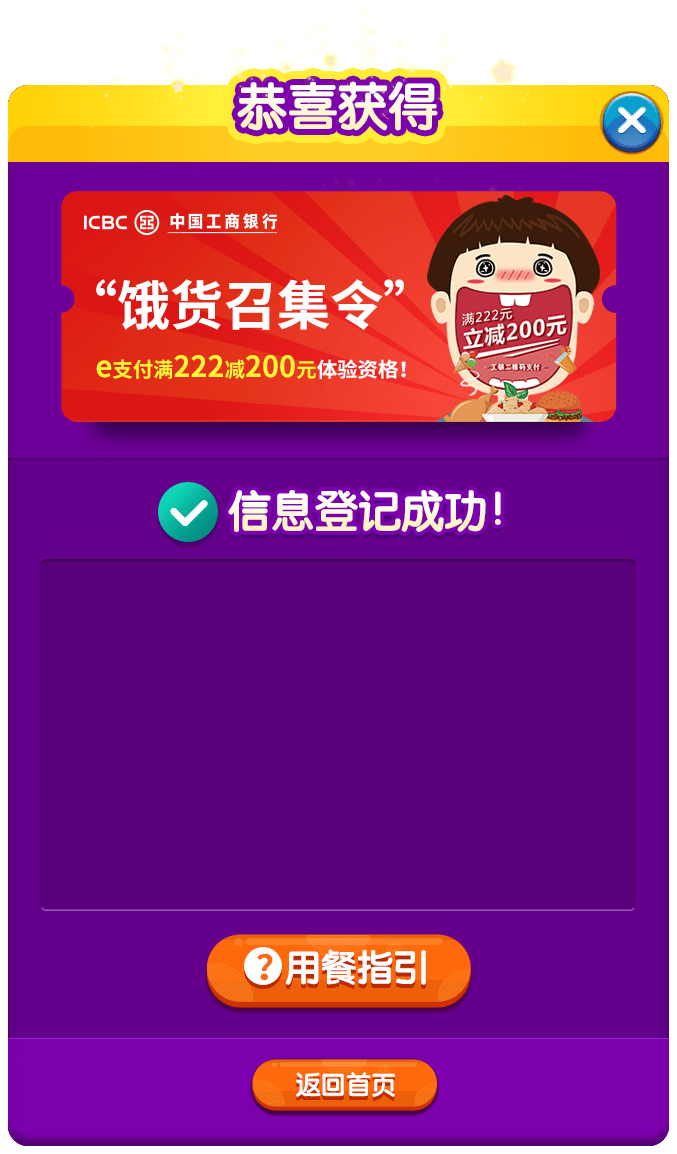 恭喜获得
ICBC 中国工商银行
“饿货召集令”
e支付满222减200元体验资格!
满222元
立减200元
工银二维码支付
信息登记成功!
?用餐指引
返回首页